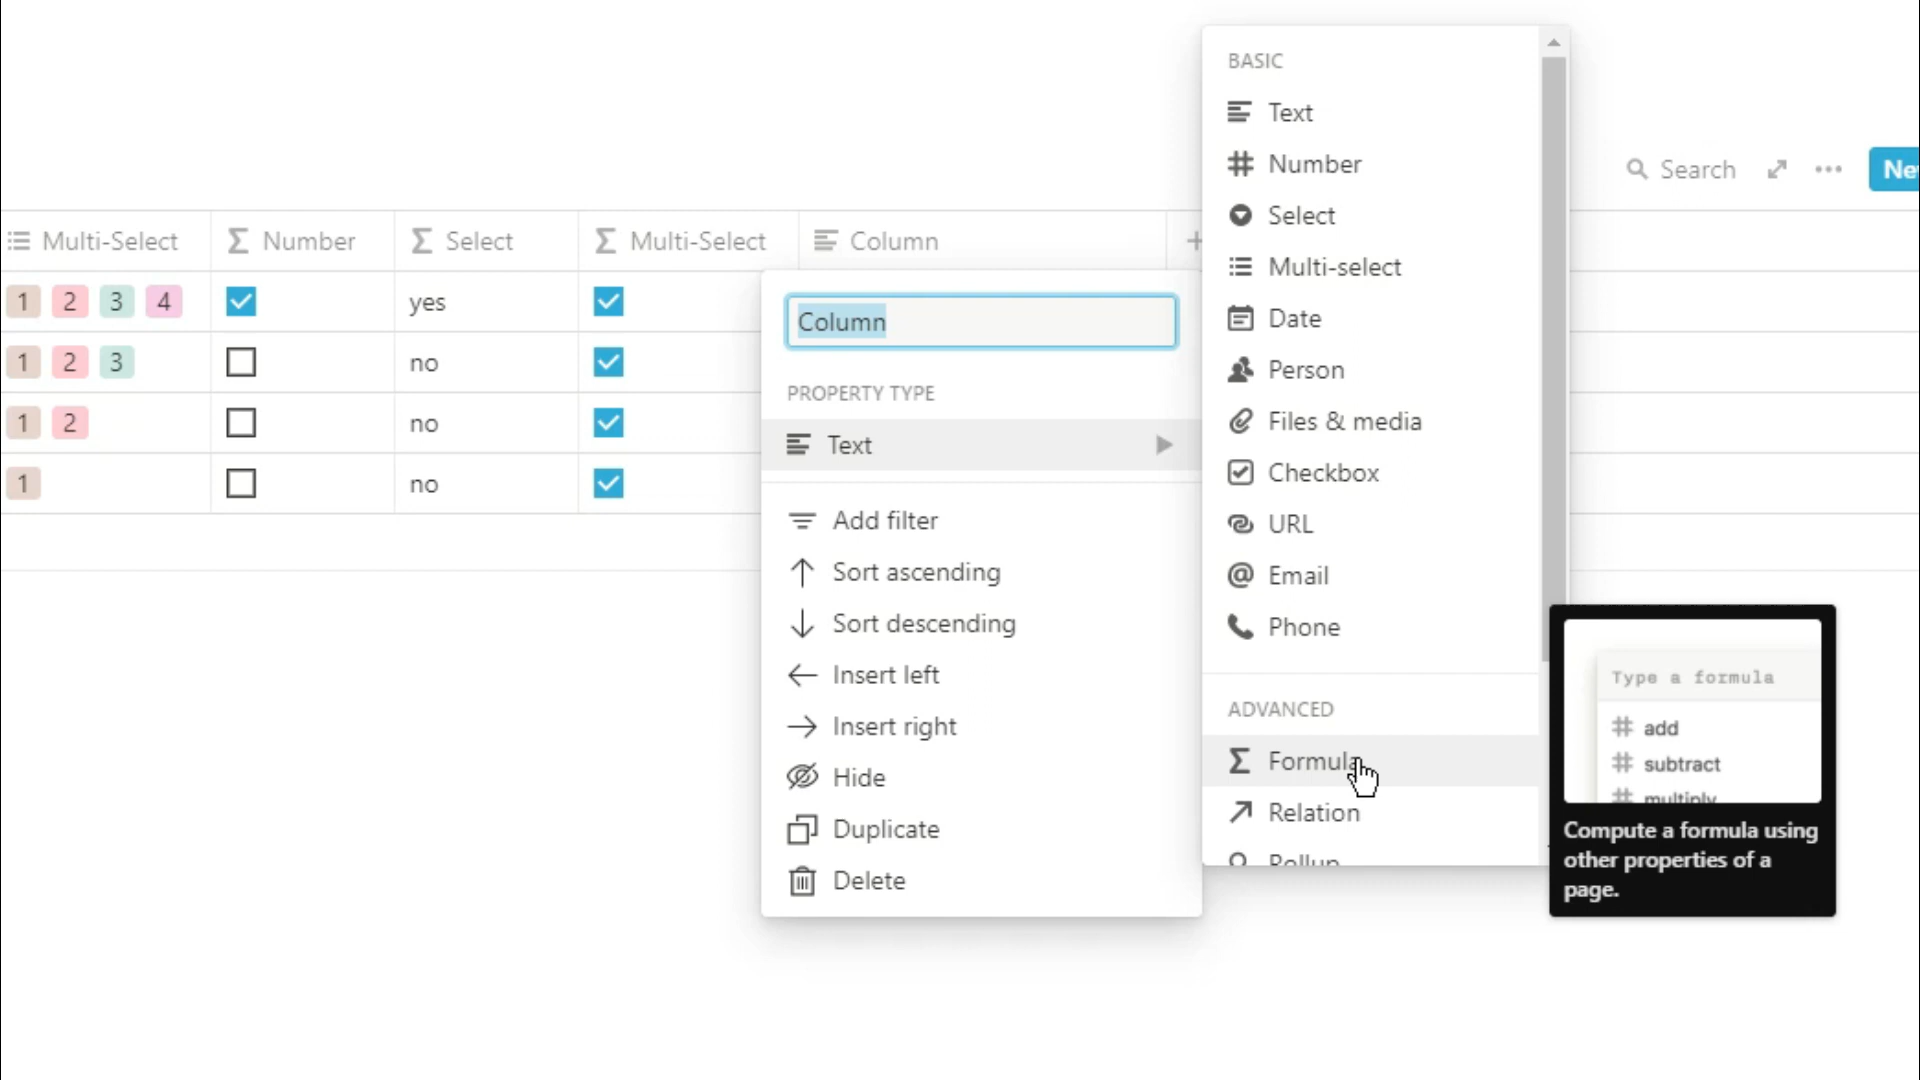 BASIC
Text
Number
Select
Multi-select
Date
Person
Files & media
Checkbox
URL
Email
Phone
ADVANCED
Formula
Relation
Rollup
Search
Multi-Select Number Select Multi-Select Column
1 2 3 4 yes
1 2 3 no
1 2 no
1 no
Column
PROPERTY TYPE
Text
Add filter
Sort ascending
Sort descending
Insert left
Insert right
Hide
Duplicate
Delete
Type a formula
add
subtract
multiply
Compute a formula using
other properties of a
page.